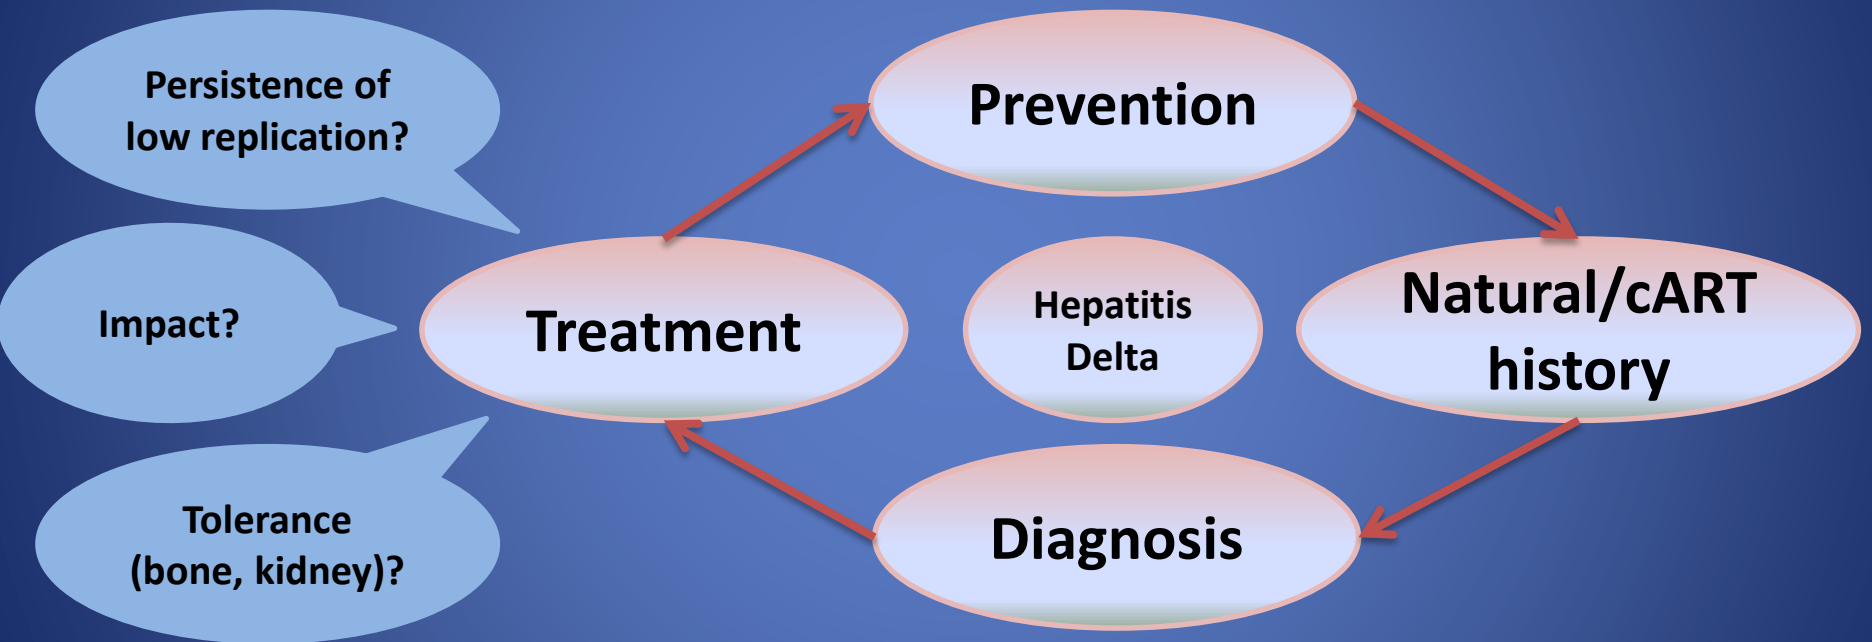 Persistence of
low replication?
Prevention
Impact?
Treatment
Hepatitis
Delta
Natural/cART
history
Tolerance
(bone, kidney)?
Diagnosis